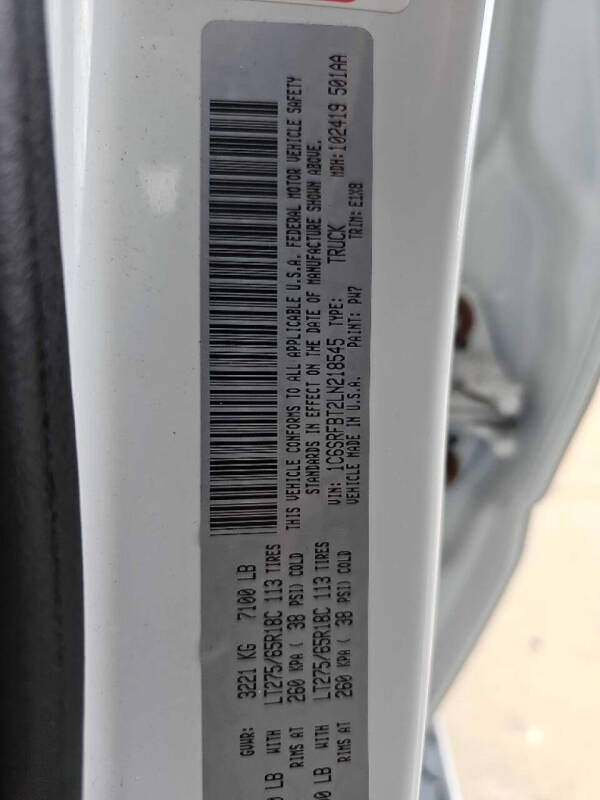 GVWR: 3221 KG 7100 LB
LB WITH LT275/65R18C 113 TIRES
RIMS AT 260 KPA ( 38 PSI) COLD
LB WITH LT275/65R18C 113 TIRES
RIMS AT 260 KPA ( 38 PSI) COLD
THIS VEHICLE CONFORMS TO ALL APPLICABLE U.S.A. FEDERAL MOTOR VEHICLE SAFETY
STANDARDS IN EFFECT ON THE DATE OF MANUFACTURE SHOWN ABOVE.
VIN: 1C6SRFBT2LN218545 TYPE: TRUCK MDH:102419 501AA
VEHICLE MADE IN U.S.A. PAINT: PW7 TRIM: E1X8